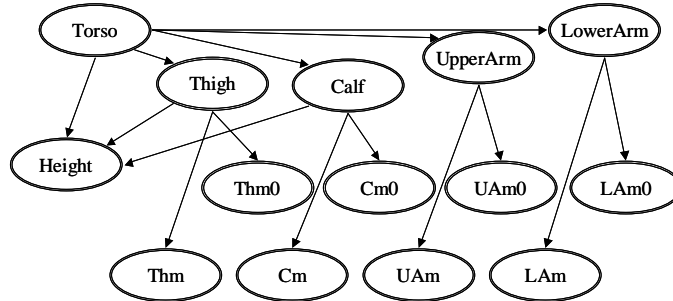 Torso
LowerArm
UpperArm
Thigh
Calf
Height
Thm0
Cm0
UAm0
LAm0
Thm
Cm
UAm
LAm